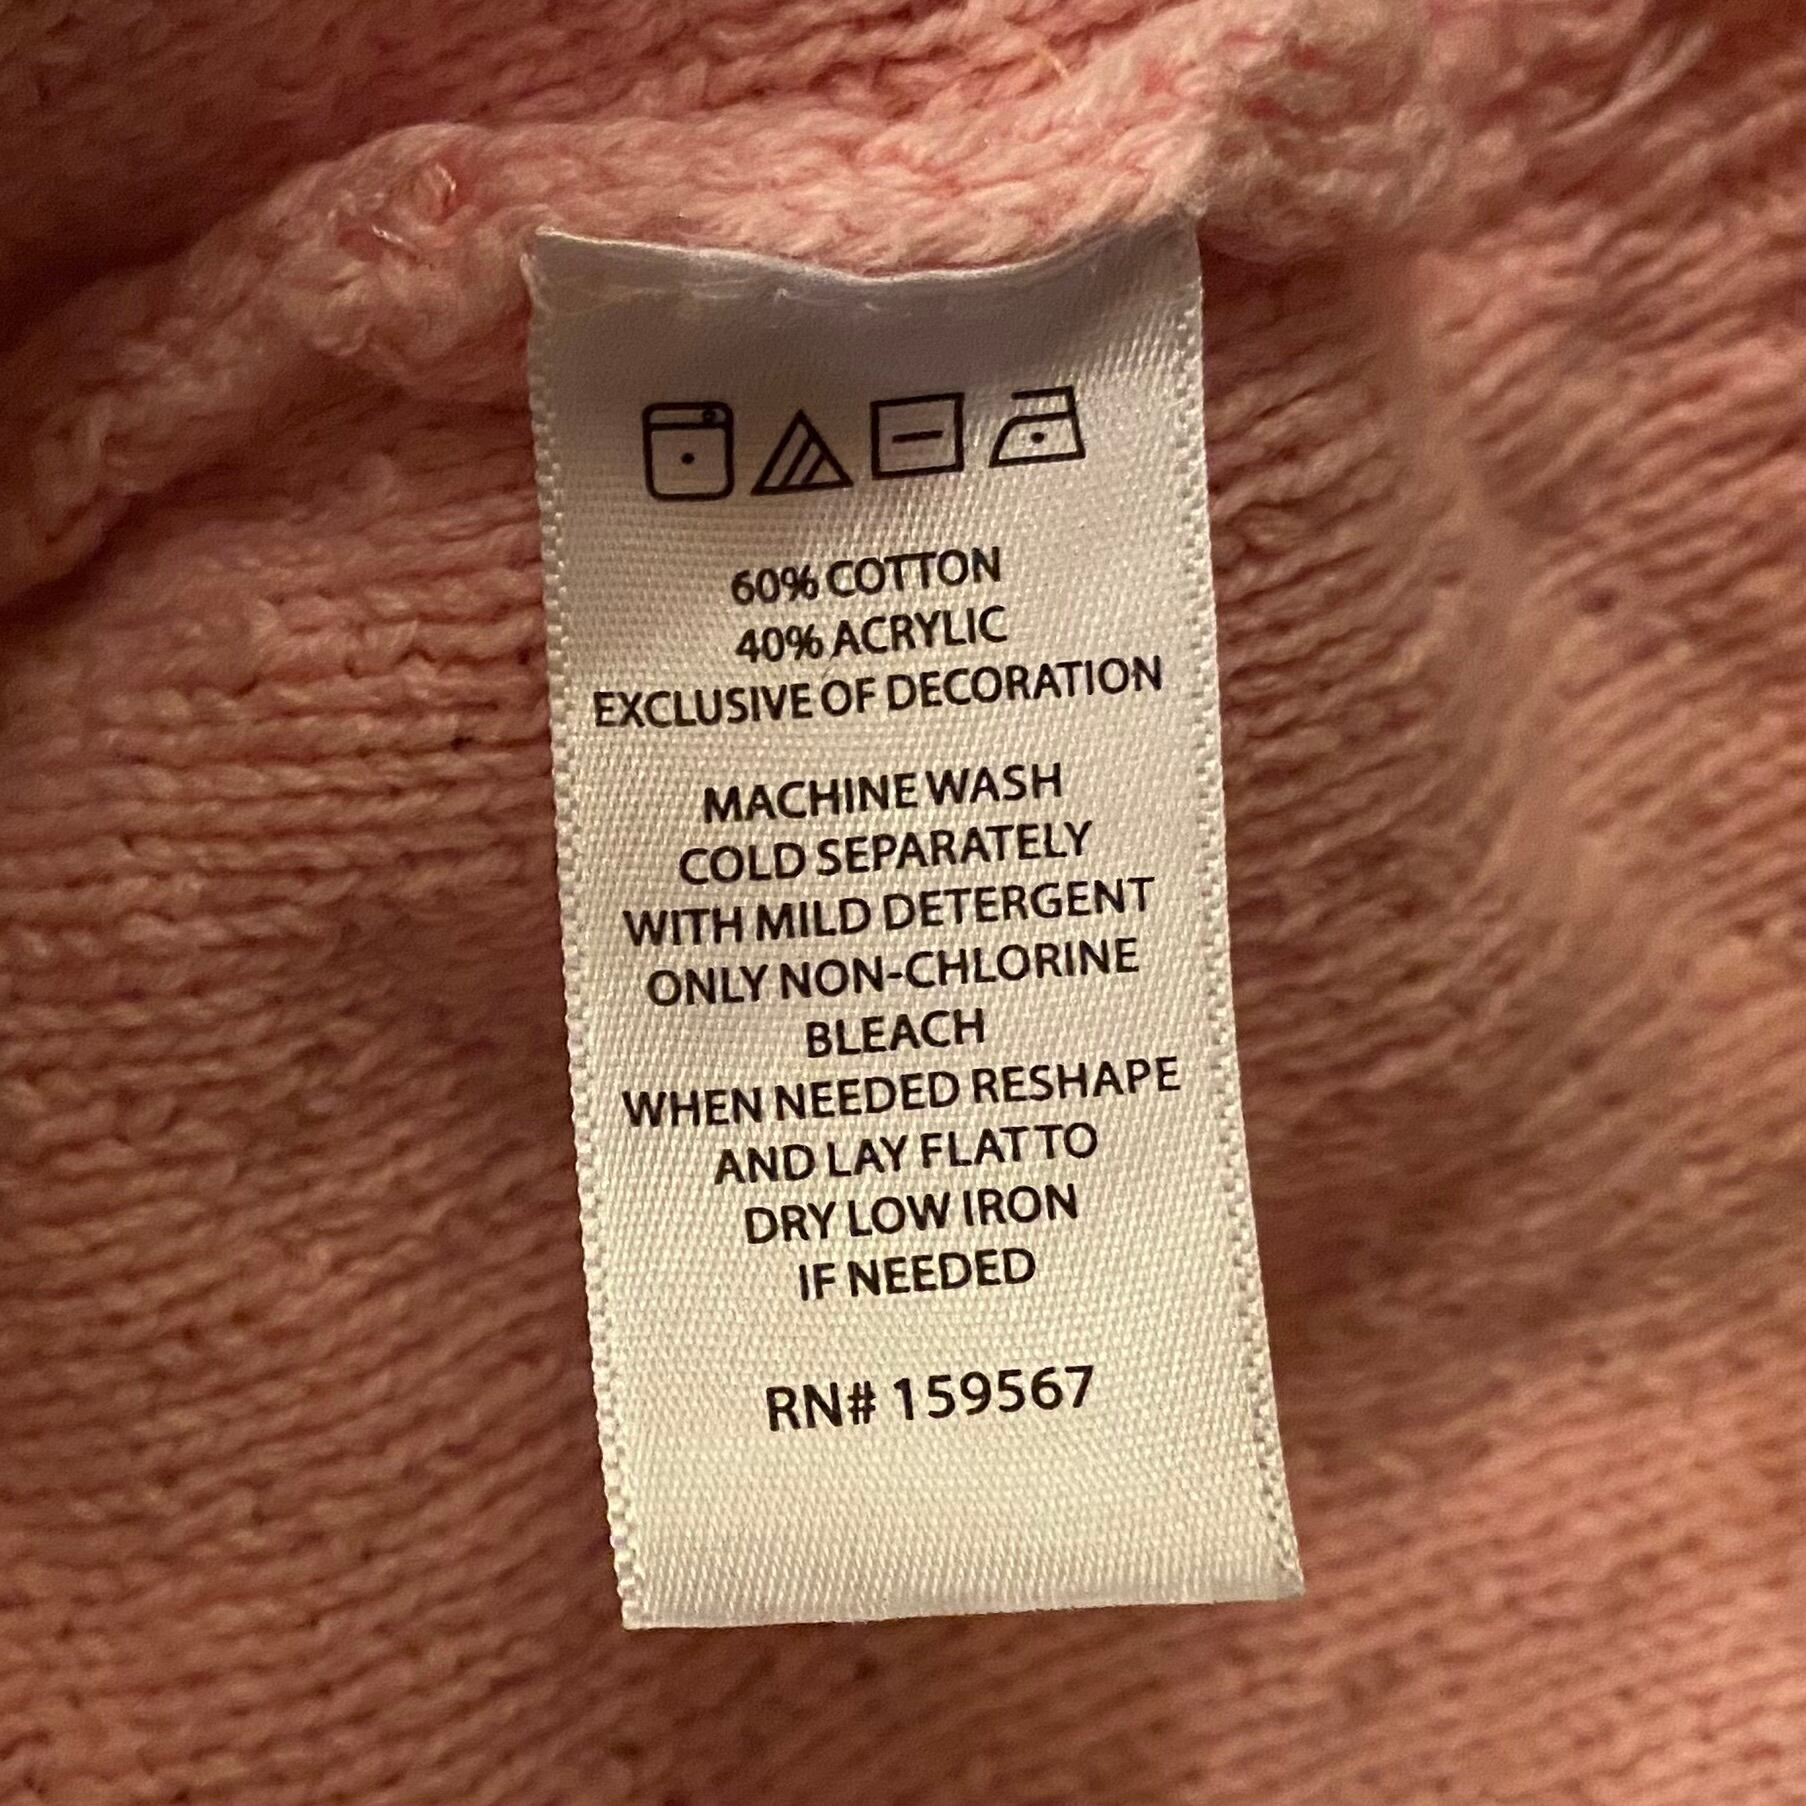 60% COTTON
40% ACRYLIC
EXCLUSIVE OF DECORATION
MACHINE WASH
COLD SEPARATELY
WITH MILD DETERGENT
ONLY NON-CHLORINE
BLEACH
WHEN NEEDED RESHAPE
AND LAY FLAT TO
DRY LOW IRON
IF NEEDED
RN# 159567